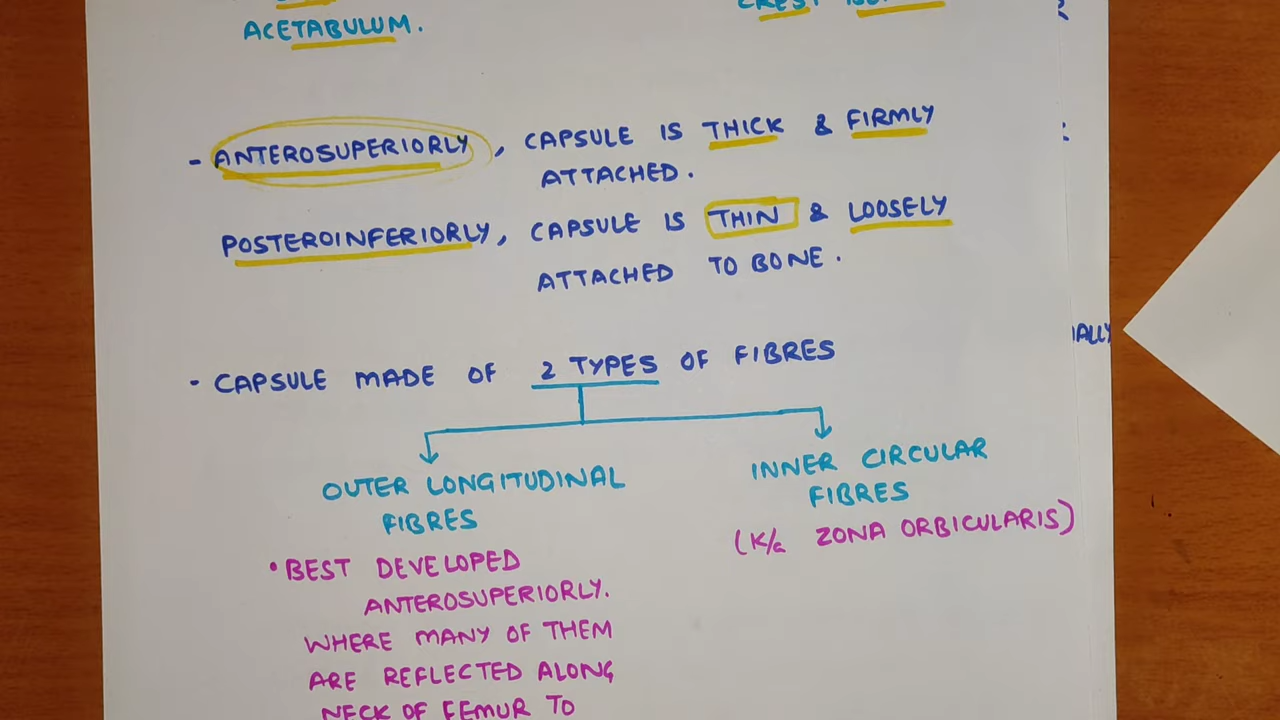 ACETABULUM.
CREST
- ANTEROSUPERIORLY, CAPSULE IS THICK & FIRMLY
ATTACHED.
POSTEROINFERIORLY, CAPSULE IS THIN & LOOSELY
ATTACHED TO BONE.
• CAPSULE MADE OF 2 TYPES OF FIBRES
OUTER LONGITUDINAL
FIBRES
• BEST DEVELOPED
ANTEROSUPERIORLY.
WHERE MANY OF THEM
ARE REFLECTED ALONG
NECK OF FEMUR TO
INNER CIRCULAR
FIBRES
(K/a ZONA ORBICULARIS)